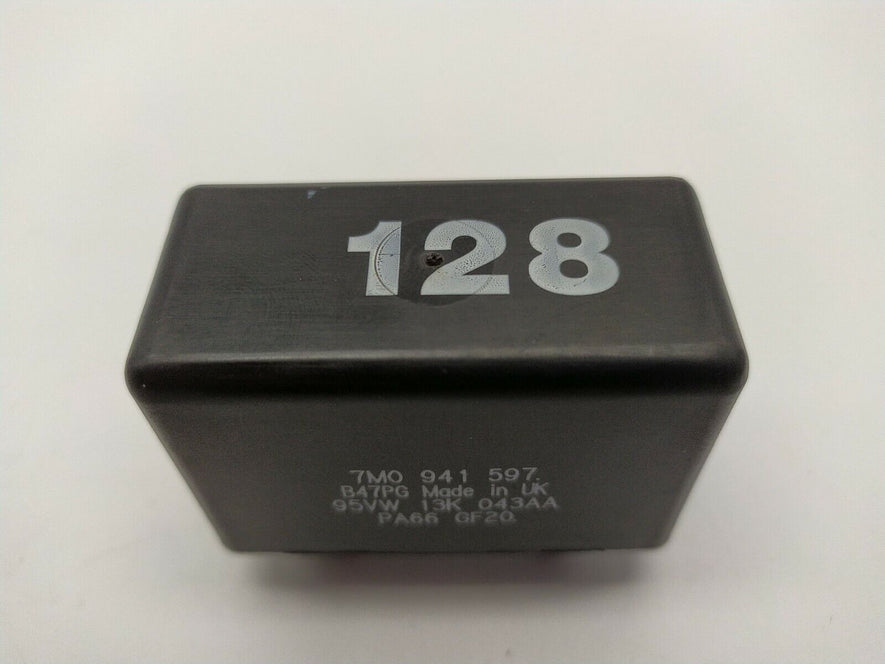 128
7M0 941 597.
B47PG Made in UK
95VW 13K 043AA
PA66 GF20